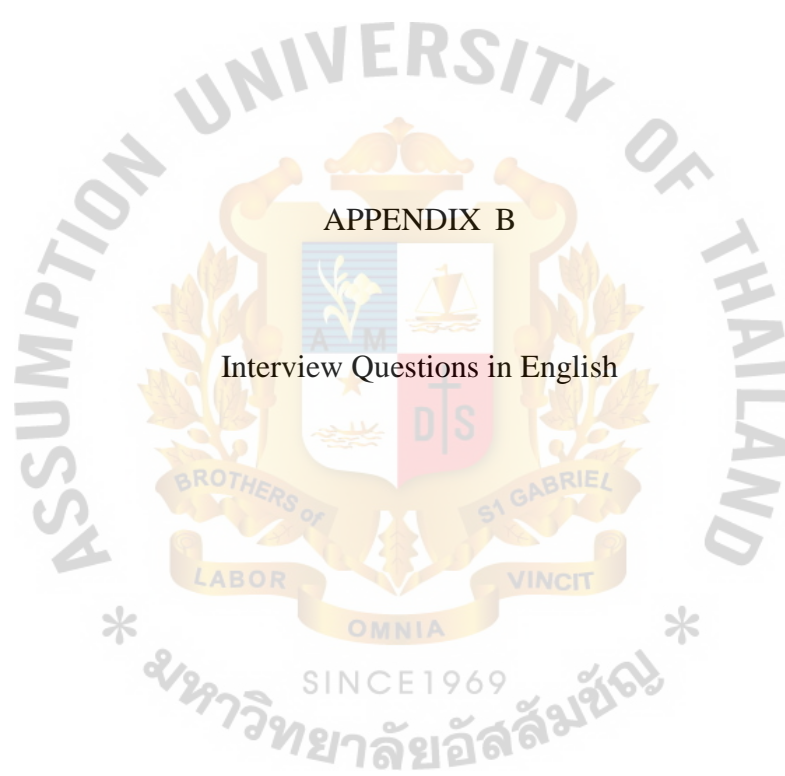 ASSUMPTION UNIVERSITY OF THAILAND
APPENDIX B
A M
Interview Questions in English
D S
BROTHERS of S1 GABRIEL
LABOR VINCIT
OMNIA
* *
SINCE1969
มหาวิทยาลัยอัสสัมชัญ